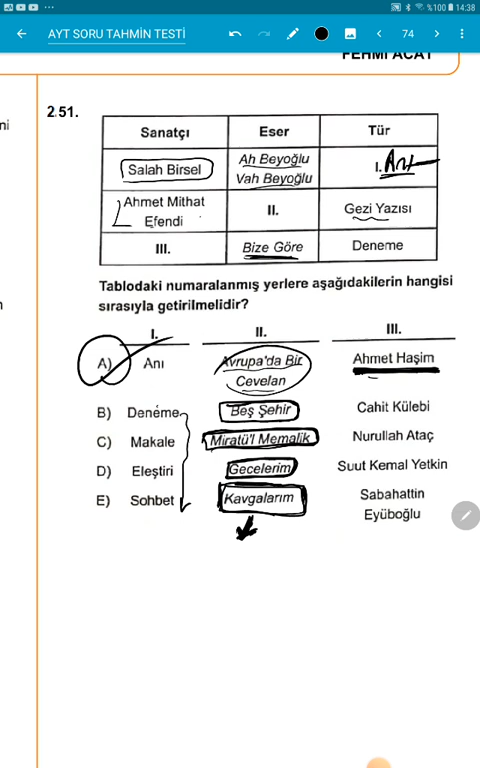 %100 14:38
AYT SORU TAHMİN TESTİ
74
FEHMİ ACAT
ni
2.51.
Sanatçı Eser Tür
Salah Birsel Ah Beyoğlu Vah Beyoğlu I. Anı
Ahmet Mithat Efendi II. Gezi Yazısı
III. Bize Göre Deneme
Tablodaki numaralanmış yerlere aşağıdakilerin hangisi
sırasıyla getirilmelidir?
I. II. III.
A) Anı Avrupa'da Bir Cevelan Ahmet Haşim
B) Deneme Beş Şehir Cahit Külebi
C) Makale Miratü'l Memalik Nurullah Ataç
D) Eleştiri Gecelerim Suut Kemal Yetkin
E) Sohbet Kavgalarım Sabahattin Eyüboğlu